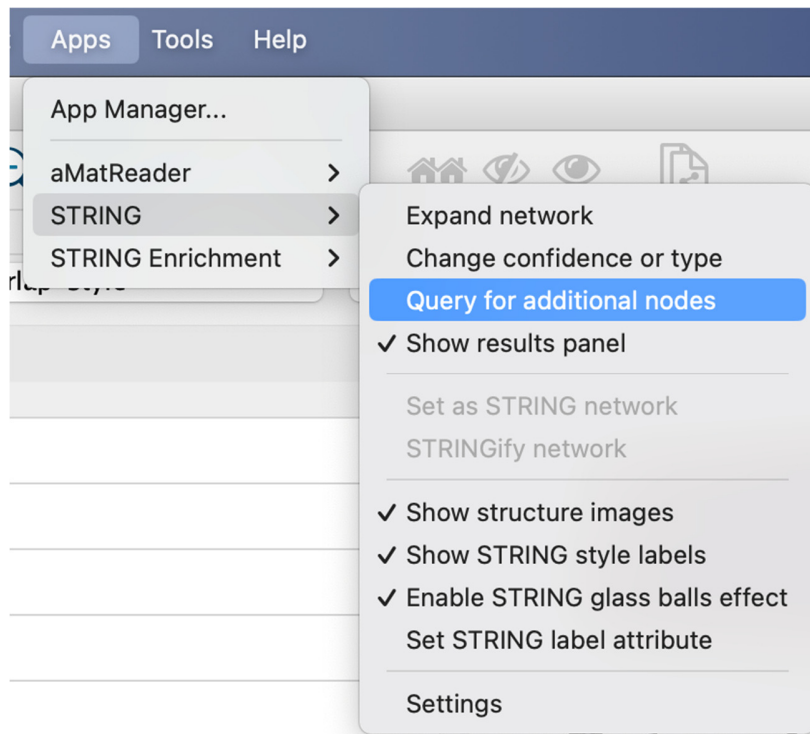 Apps Tools Help
App Manager...
aMatReader
STRING
STRING Enrichment
Expand network
Change confidence or type
Query for additional nodes
Show results panel
Set as STRING network
STRINGify network
Show structure images
Show STRING style labels
Enable STRING glass balls effect
Set STRING label attribute
Settings